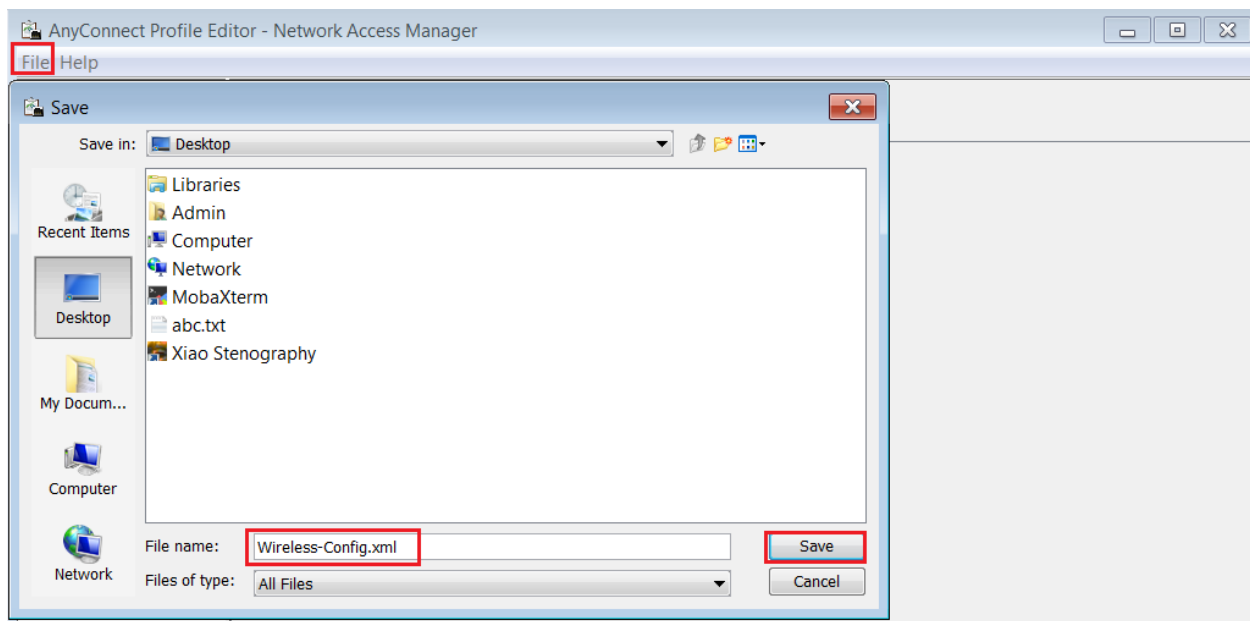 AnyConnect Profile Editor - Network Access Manager
File Help
Save
Save in: Desktop
Libraries
Admin
Computer
Network
MobaXterm
abc.txt
Xiao Stenography
Recent Items
Desktop
My Docum...
Computer
Network
File name: Wireless-Config.xml Save
Files of type: All Files Cancel